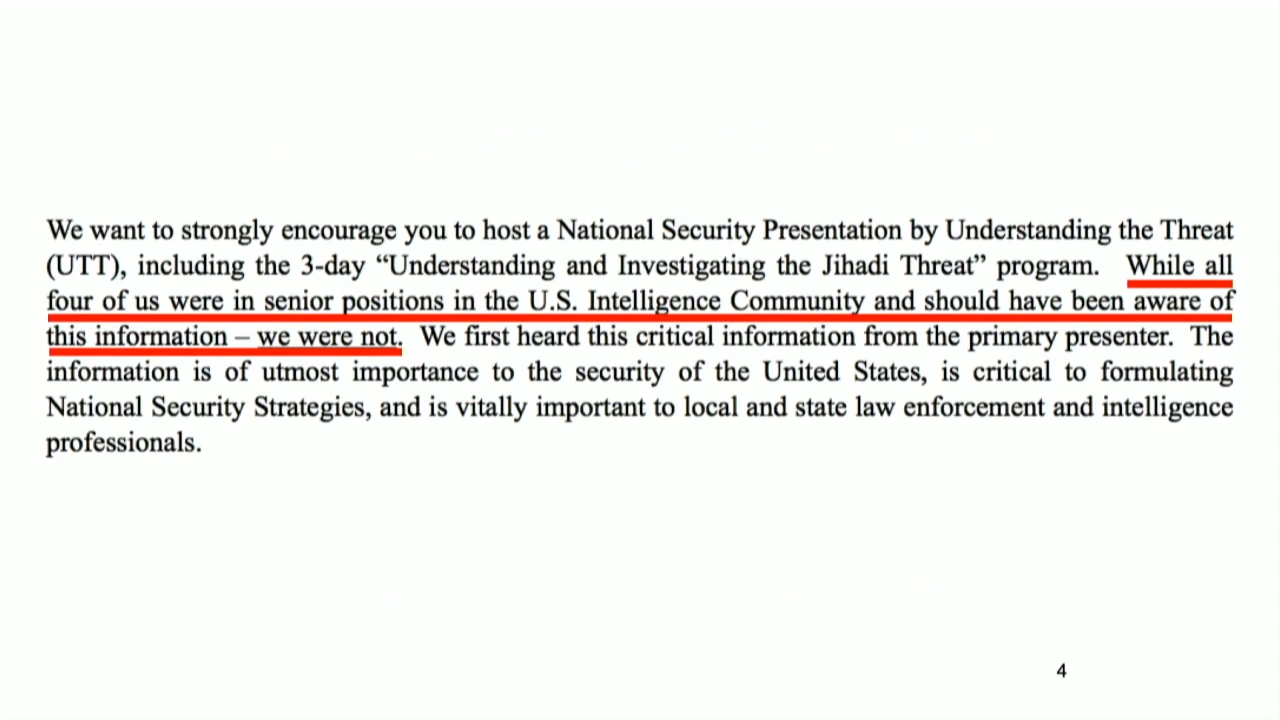 We want to strongly encourage you to host a National Security Presentation by Understanding the Threat
(UTT), including the 3-day “Understanding and Investigating the Jihadi Threat” program. While all
four of us were in senior positions in the U.S. Intelligence Community and should have been aware of
this information – we were not. We first heard this critical information from the primary presenter. The
information is of utmost importance to the security of the United States, is critical to formulating
National Security Strategies, and is vitally important to local and state law enforcement and intelligence
professionals.
4